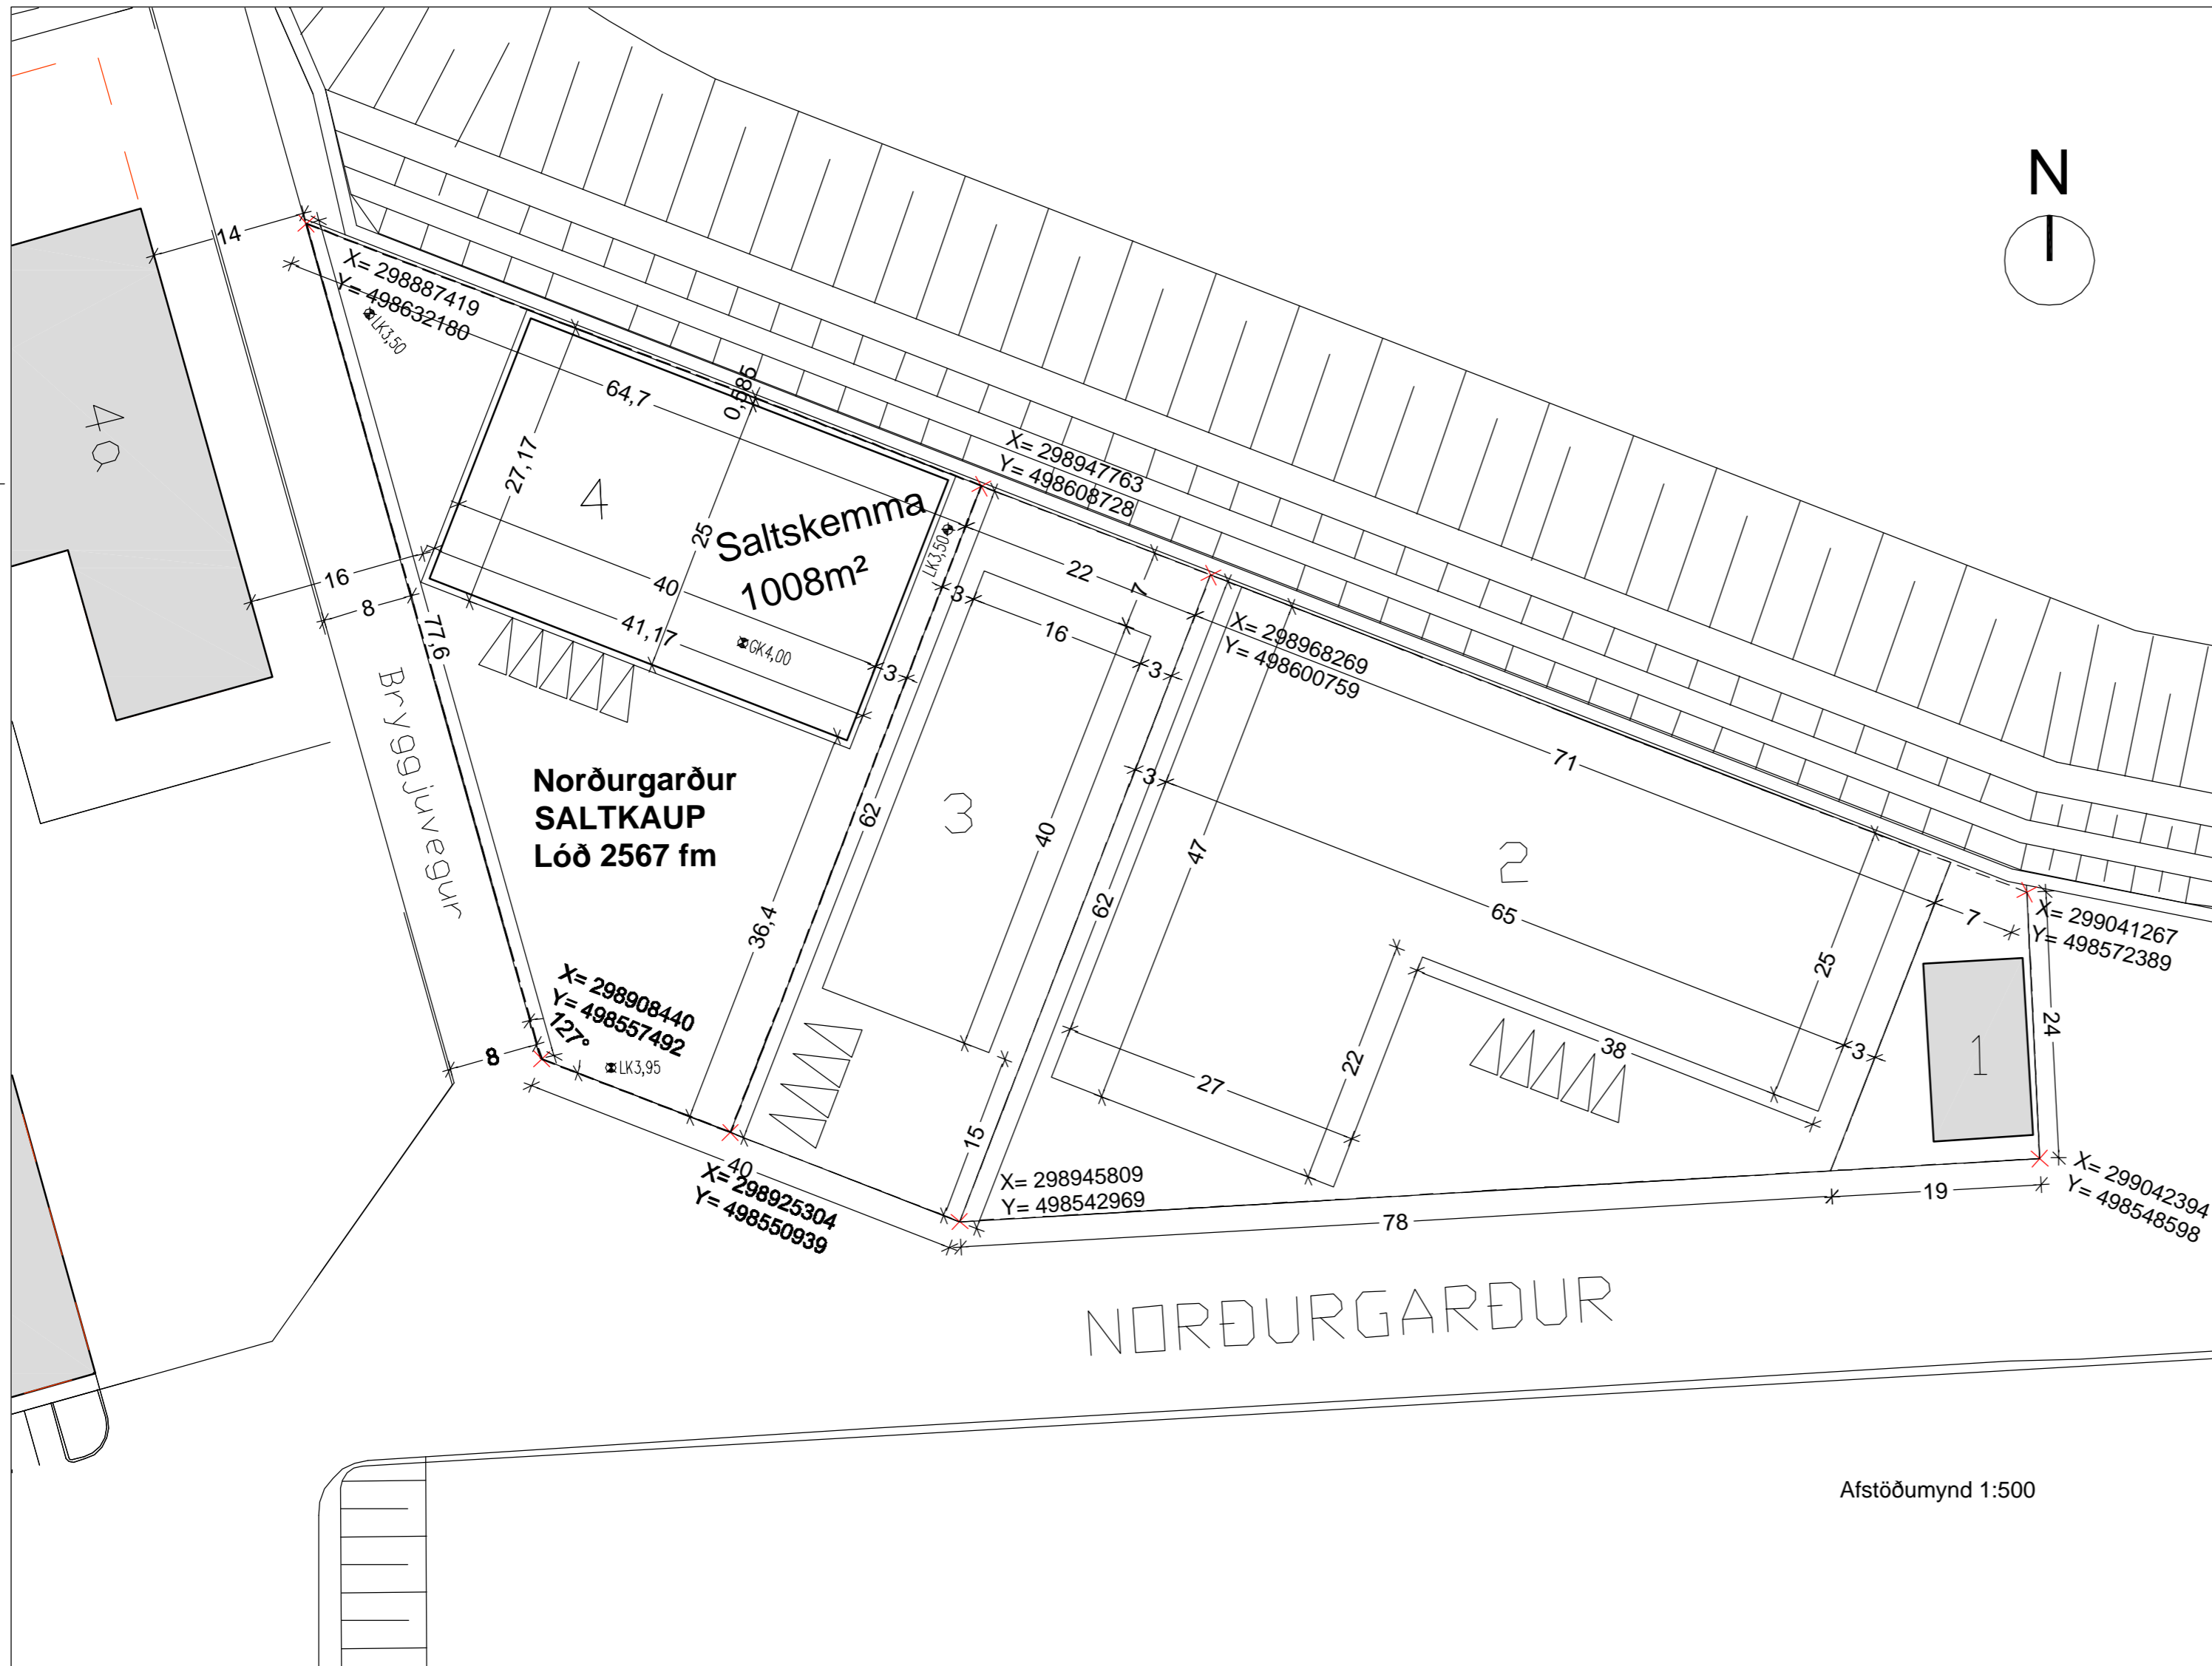 N
14
X= 298887419
Y= 498632180
LK3,50
64,7
0,585
27,17
4
25
Saltskemma
1008m²
40
41,17
GK4,00
3
LK3,50
X= 298947763
Y= 498608728
22
7
3
16
3
X= 298968269
Y= 498600759
49
16
8
77,6
Bryggjuvegur
Norðurgarður
SALTKAUP
Lóð 2567 fm
62
3
40
3
47
62
71
2
65
25
7
X= 299041267
Y= 498572389
24
1
3
38
22
27
36,4
X= 298908440
Y= 498557492
127°
LK3,95
8
15
40
X= 298925304
Y= 498550939
X= 298945809
Y= 498542969
78
19
X= 299042394
Y= 498548598
NORÐURGARÐUR
Afstöðumynd 1:500